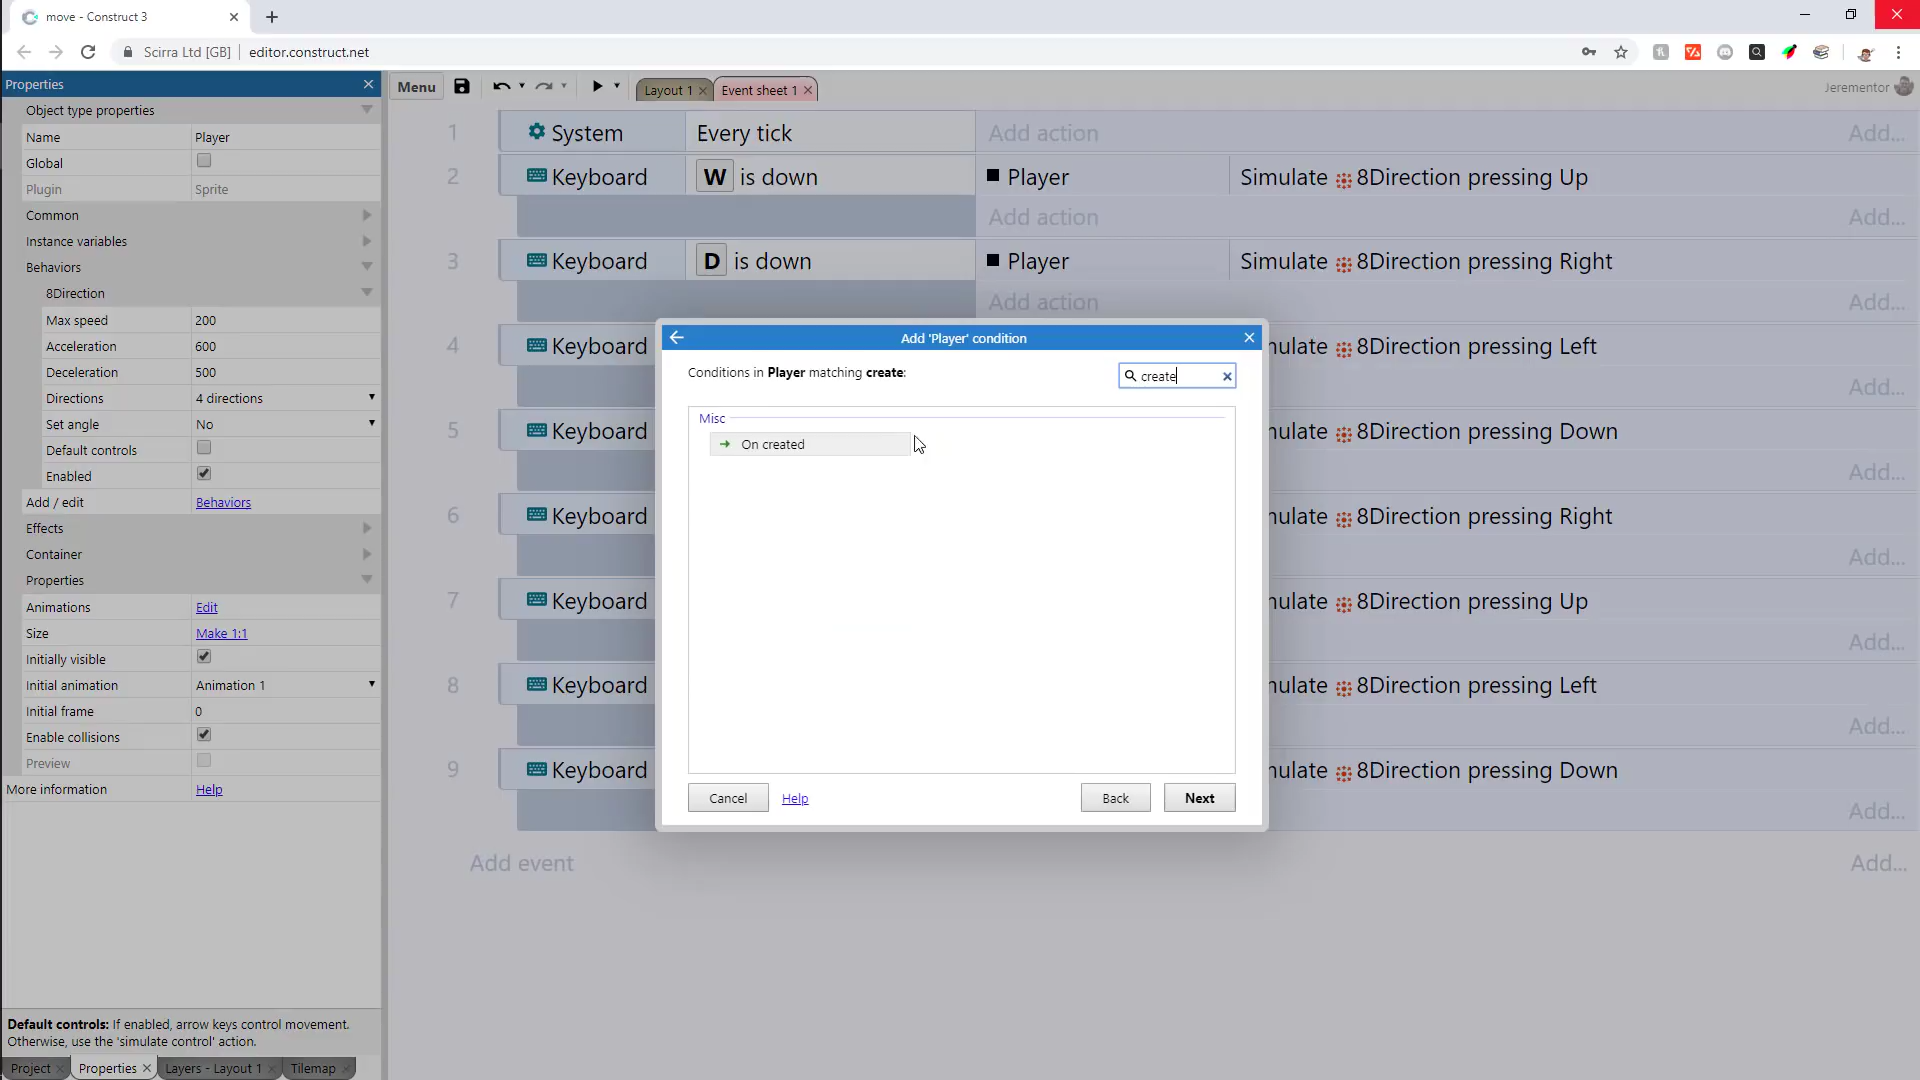 move - Construct 3
Scirra Ltd [GB] editor.construct.net
Properties
Menu
Layout 1
Event sheet 1
Jerementor
Object type properties
Name Player
Global
Plugin Sprite
Common
Instance variables
Behaviors
8Direction
Max speed 200
Acceleration 600
Deceleration 500
Directions 4 directions
Set angle No
Default controls
Enabled
Add / edit Behaviors
Effects
Container
Properties
Animations Edit
Size Make 1:1
Initially visible
Initial animation Animation 1
Initial frame 0
Enable collisions
Preview
More information Help
Default controls: If enabled, arrow keys control movement.
Otherwise, use the 'simulate control' action.
Project
Properties
Layers - Layout 1
Tilemap
1 System Every tick Add action Add...
2 Keyboard W is down Player Simulate 8Direction pressing Up
Add action Add...
3 Keyboard D is down Player Simulate 8Direction pressing Right
Add action Add...
4 Keyboard mulate 8Direction pressing Left
Add...
5 Keyboard mulate 8Direction pressing Down
Add...
6 Keyboard mulate 8Direction pressing Right
Add...
7 Keyboard mulate 8Direction pressing Up
Add...
8 Keyboard mulate 8Direction pressing Left
Add...
9 Keyboard mulate 8Direction pressing Down
Add...
Add event Add...
Add 'Player' condition
Conditions in Player matching create:
create
Misc
On created
Cancel
Help
Back
Next